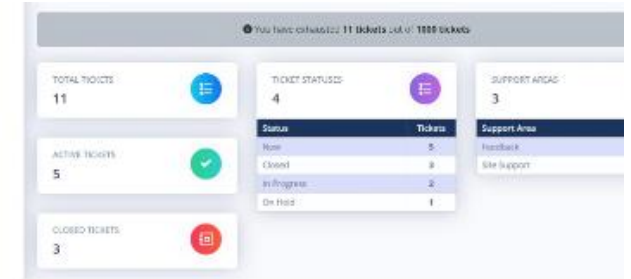 You have exhausted 11 tickets out of 1000 tickets
TOTAL TICKETS
11
TICKET STATUSES
4
SUPPORT AREAS
3
Status Tickets
New 5
Closed 3
In Progress 2
On Hold 1
Support Area
Feedback
Site Support
ACTIVE TICKETS
5
CLOSED TICKETS
3